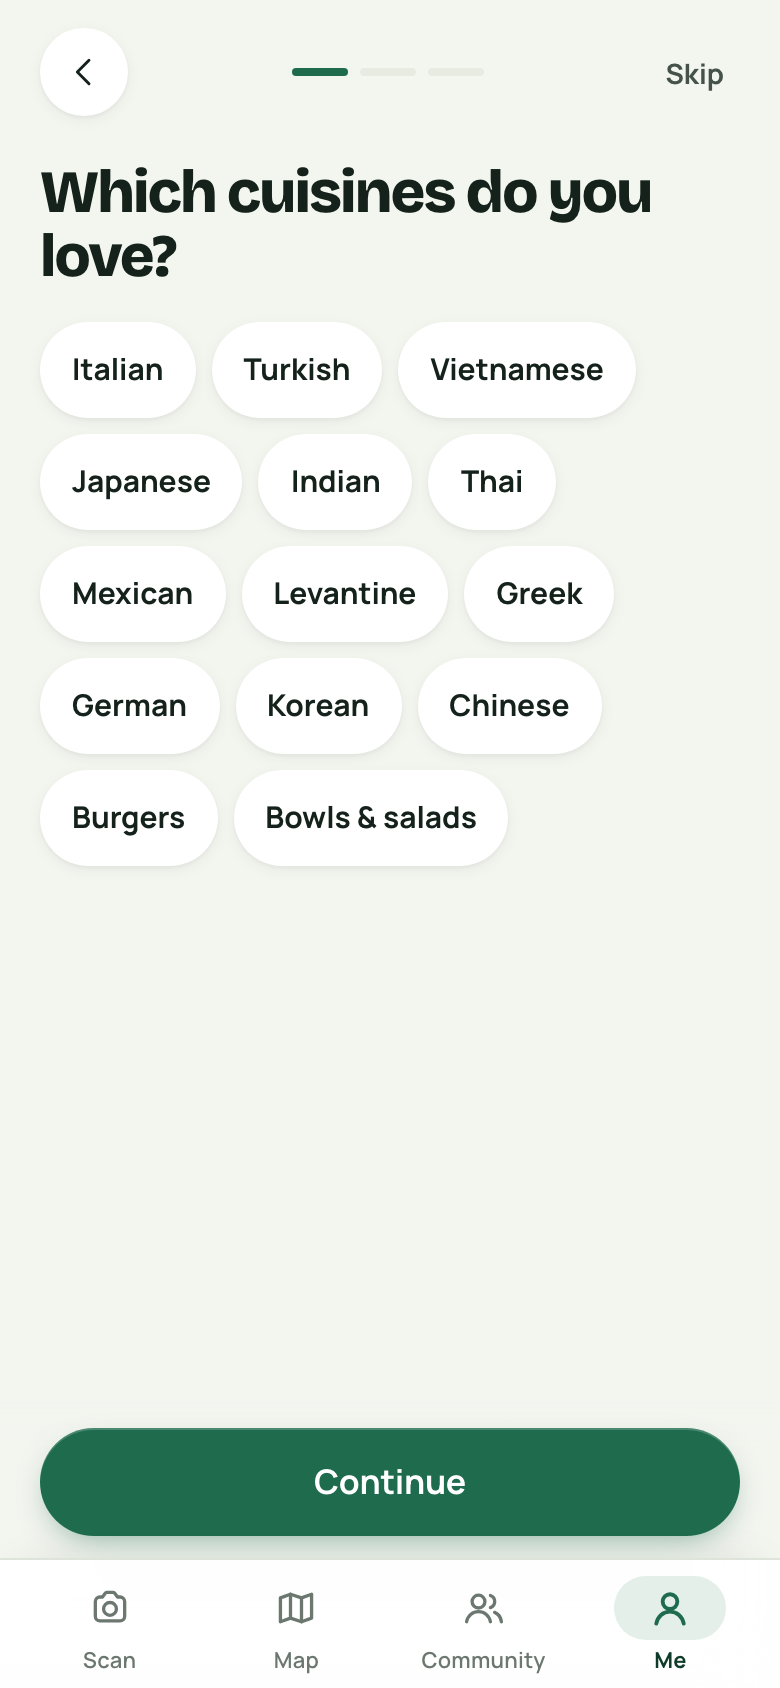 Skip
Which cuisines do you
love?
Italian Turkish Vietnamese
Japanese Indian Thai
Mexican Levantine Greek
German Korean Chinese
Burgers Bowls & salads
Continue
Scan Map Community Me